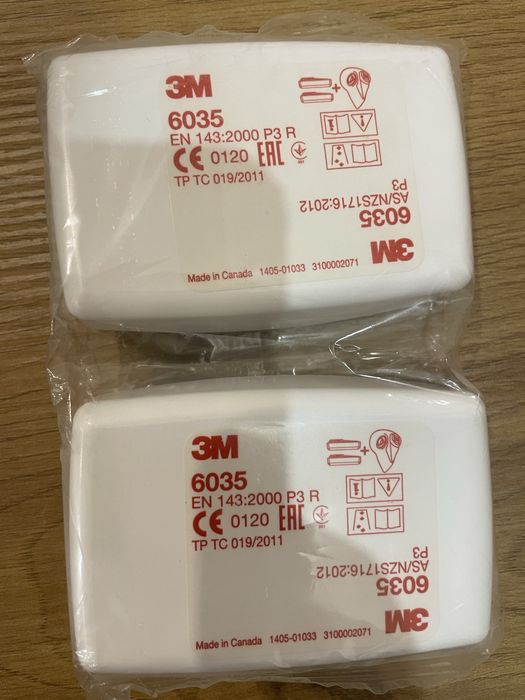 3M
6035
EN 143:2000 P3 R
CE 0120 EAC
TP TC 019/2011
AS/NZS1716:2012
P3
6035
3M
Made in Canada 1405-01033 3100002071
3M
6035
EN 143:2000 P3 R
CE 0120 EAC
TP TC 019/2011
AS/NZS1716:2012
P3
6035
3M
Made in Canada 1405-01033 3100002071